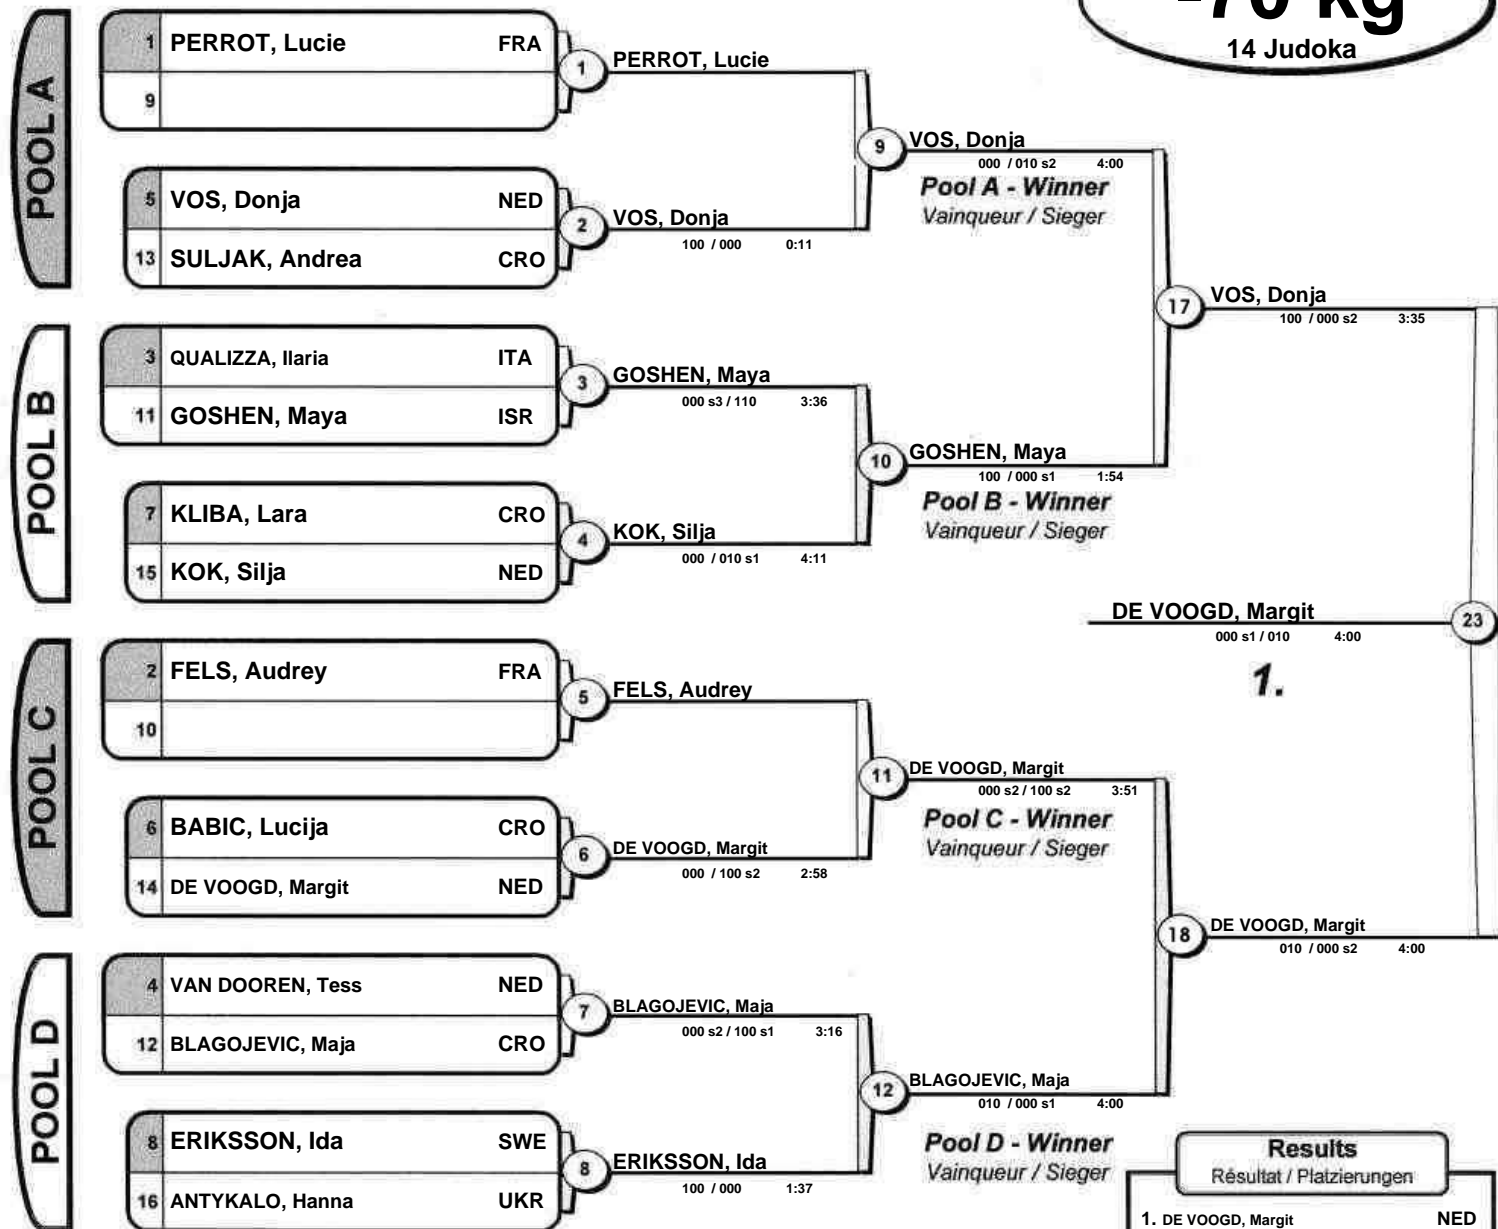 -70 kg
14 Judoka
POOL A
1 PERROT, Lucie FRA
9
1 PERROT, Lucie
5 VOS, Donja NED
13 SULJAK, Andrea CRO
2 VOS, Donja
100 / 000 0:11
9 VOS, Donja
000 / 010 s2 4:00
Pool A - Winner
Vainqueur / Sieger
POOL B
3 QUALIZZA, Ilaria ITA
11 GOSHEN, Maya ISR
3 GOSHEN, Maya
000 s3 / 110 3:36
7 KLIBA, Lara CRO
15 KOK, Silja NED
4 KOK, Silja
000 / 010 s1 4:11
10 GOSHEN, Maya
100 / 000 s1 1:54
Pool B - Winner
Vainqueur / Sieger
17 VOS, Donja
100 / 000 s2 3:35
POOL C
2 FELS, Audrey FRA
10
5 FELS, Audrey
6 BABIC, Lucija CRO
14 DE VOOGD, Margit NED
6 DE VOOGD, Margit
000 / 100 s2 2:58
11 DE VOOGD, Margit
000 s2 / 100 s2 3:51
Pool C - Winner
Vainqueur / Sieger
POOL D
4 VAN DOOREN, Tess NED
12 BLAGOJEVIC, Maja CRO
7 BLAGOJEVIC, Maja
000 s2 / 100 s1 3:16
8 ERIKSSON, Ida SWE
16 ANTYKALO, Hanna UKR
8 ERIKSSON, Ida
100 / 000 1:37
12 BLAGOJEVIC, Maja
010 / 000 s1 4:00
Pool D - Winner
Vainqueur / Sieger
18 DE VOOGD, Margit
010 / 000 s2 4:00
DE VOOGD, Margit 23
000 s1 / 010 4:00
1.
Results
Résultat / Platzierungen
1. DE VOOGD, Margit NED